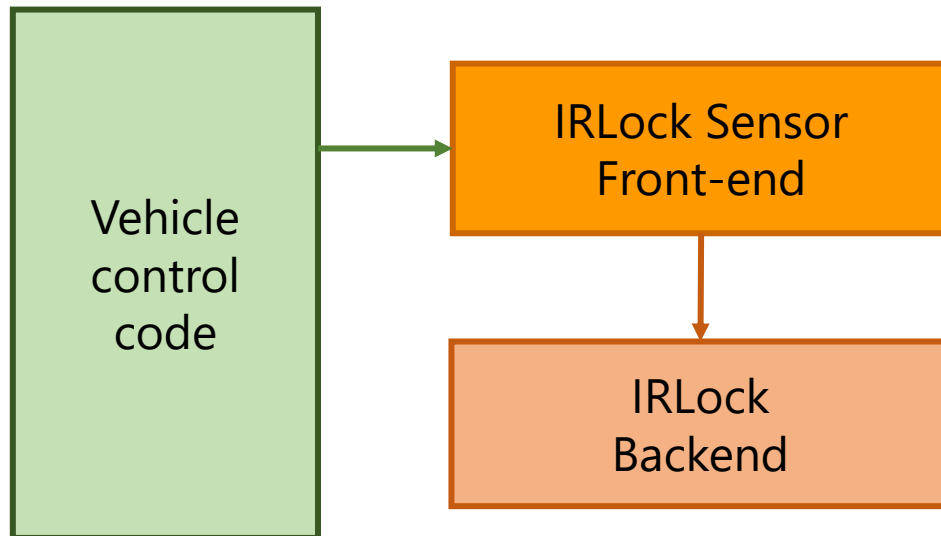 Vehicle
control
code
IRLock Sensor
Front-end
IRLock
Backend